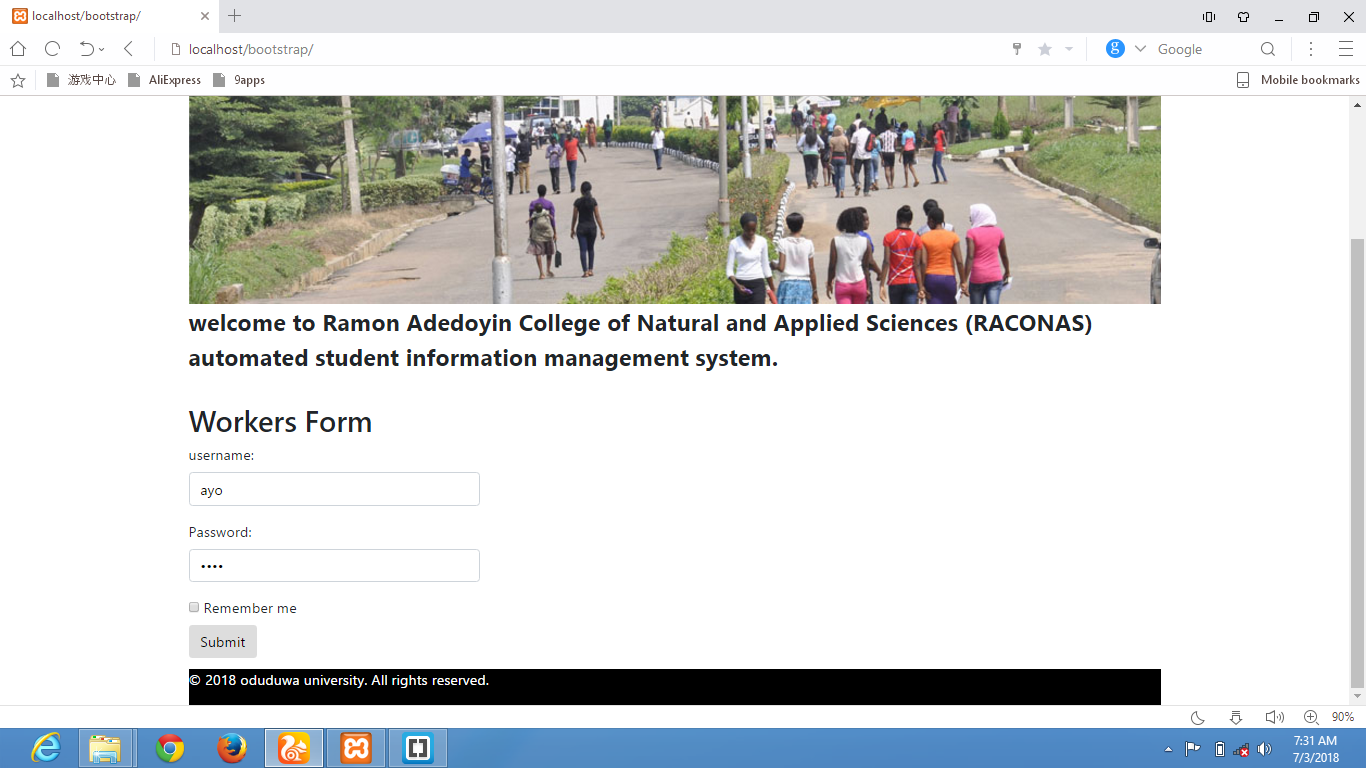 localhost/bootstrap/
localhost/bootstrap/
Google
游戏中心
AliExpress
9apps
Mobile bookmarks
welcome to Ramon Adedoyin College of Natural and Applied Sciences (RACONAS)
automated student information management system.
Workers Form
username:
ayo
Password:
Remember me
Submit
© 2018 oduduwa university. All rights reserved.
90%
7:31 AM
7/3/2018